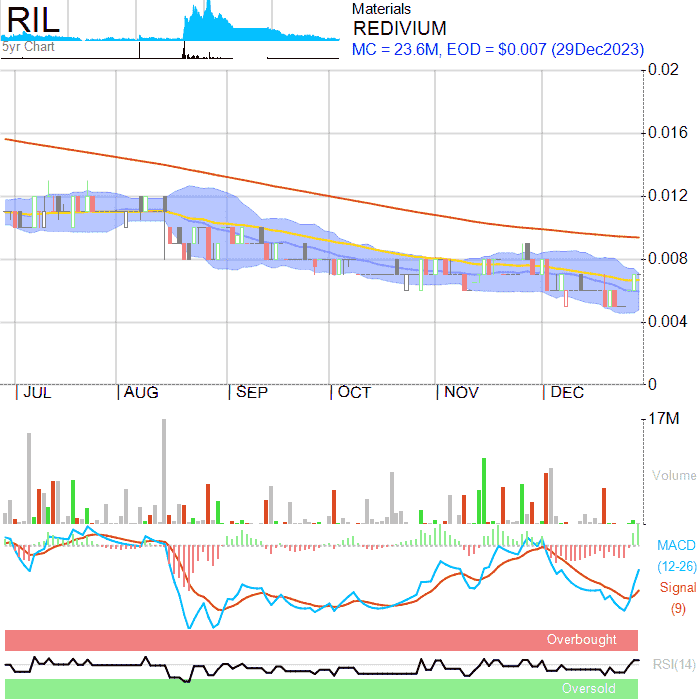 RIL
5yr Chart
Materials
REDIVIUM
MC = 23.6M, EOD = $0.007 (29Dec2023)
0.02
0.016
0.012
0.008
0.004
0
JUL AUG SEP OCT NOV DEC
17M
Volume
MACD
(12-26)
Signal
(9)
Overbought
RSI(14)
Oversold